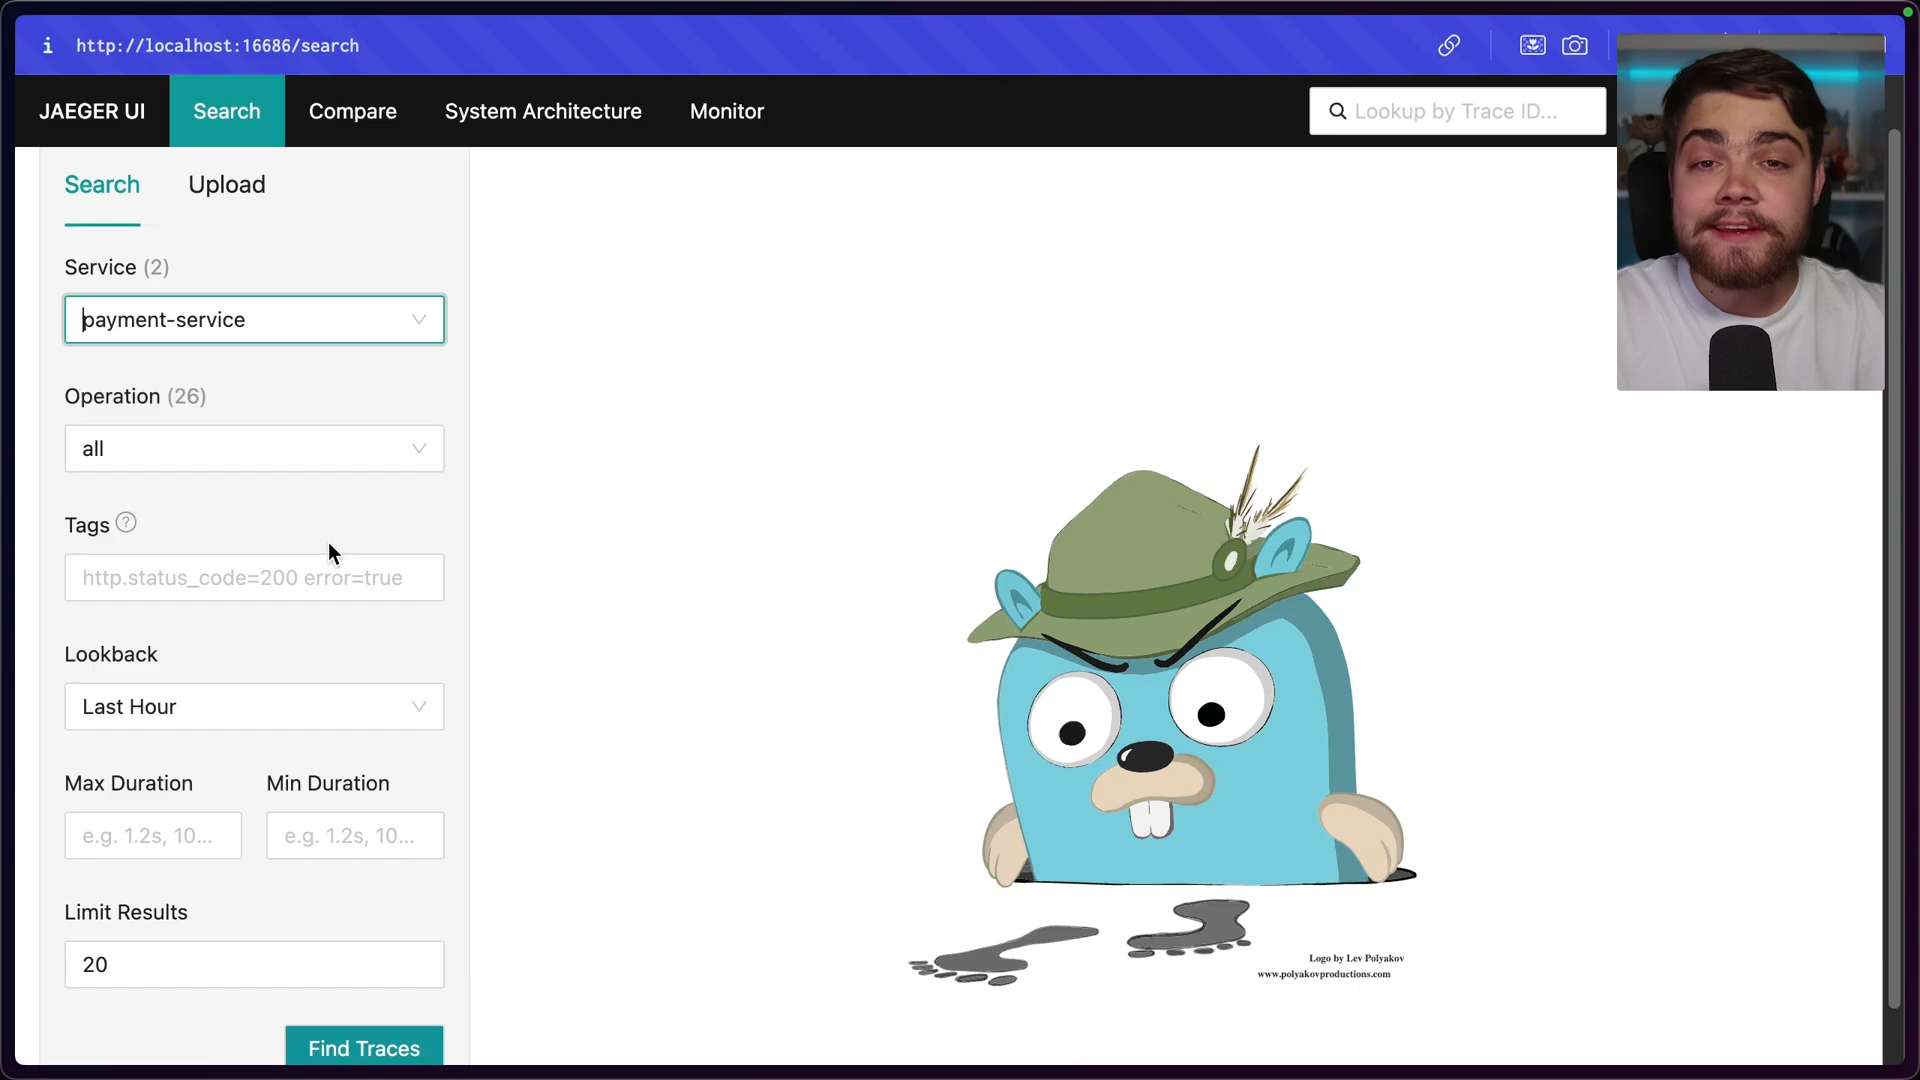 http://localhost:16686/search
JAEGER UI
Search
Compare
System Architecture
Monitor
Lookup by Trace ID...
Search
Upload
Service (2)
payment-service
Operation (26)
all
Tags
http.status_code=200 error=true
Lookback
Last Hour
Max Duration
Min Duration
e.g. 1.2s, 10...
e.g. 1.2s, 10...
Limit Results
20
Find Traces
Logo by Lev Polyakov
www.polyakovproductions.com